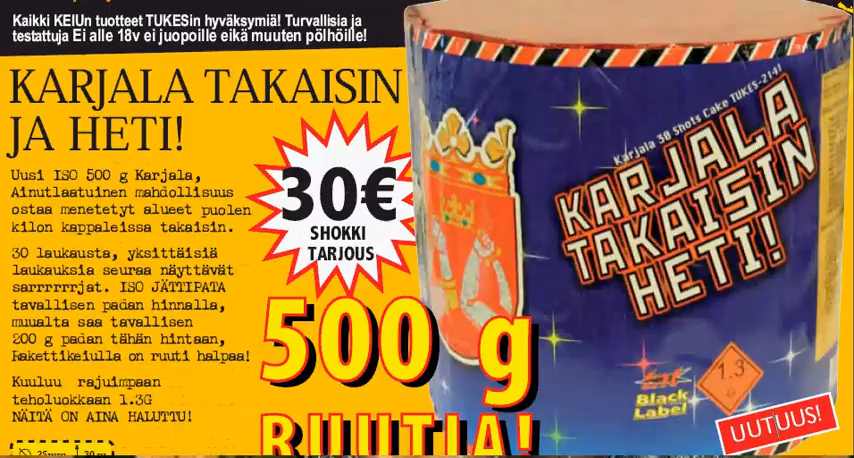 Kaikki KEIUn tuotteet TUKESin hyväksymiä! Turvallisia ja
testattuja Ei alle 18v ei juopoille eikä muuten pölhöille!
KARJALA TAKAISIN
JA HETI!
Uusi ISO 500 g Karjala,
Ainutlaatuinen mahdollisuus
ostaa menetetyt alueet puolen
kilon kappaleissa takaisin.
30 laukausta, yksittäisiä
laukauksia seuraa näyttävät
sarrrrrrjat. ISO JÄTTIPATA
tavallisen padan hinnalla,
muualta saa tavallisen
200 g padan tähän hintaan,
Rakettikeiulla on ruuti halpaa!
Kuuluu rajuimpaan
teholuokkaan 1.3G
NÄITÄ ON AINA HALUTTU!
25mm 30m
30€
SHOKKI
TARJOUS
500 g
RUUTIA!
Karjala 30 Shots Cake TUKES-2141
KARJALA
TAKAISIN
HETI!
Black
Label
1.3
G
UUTUUS!